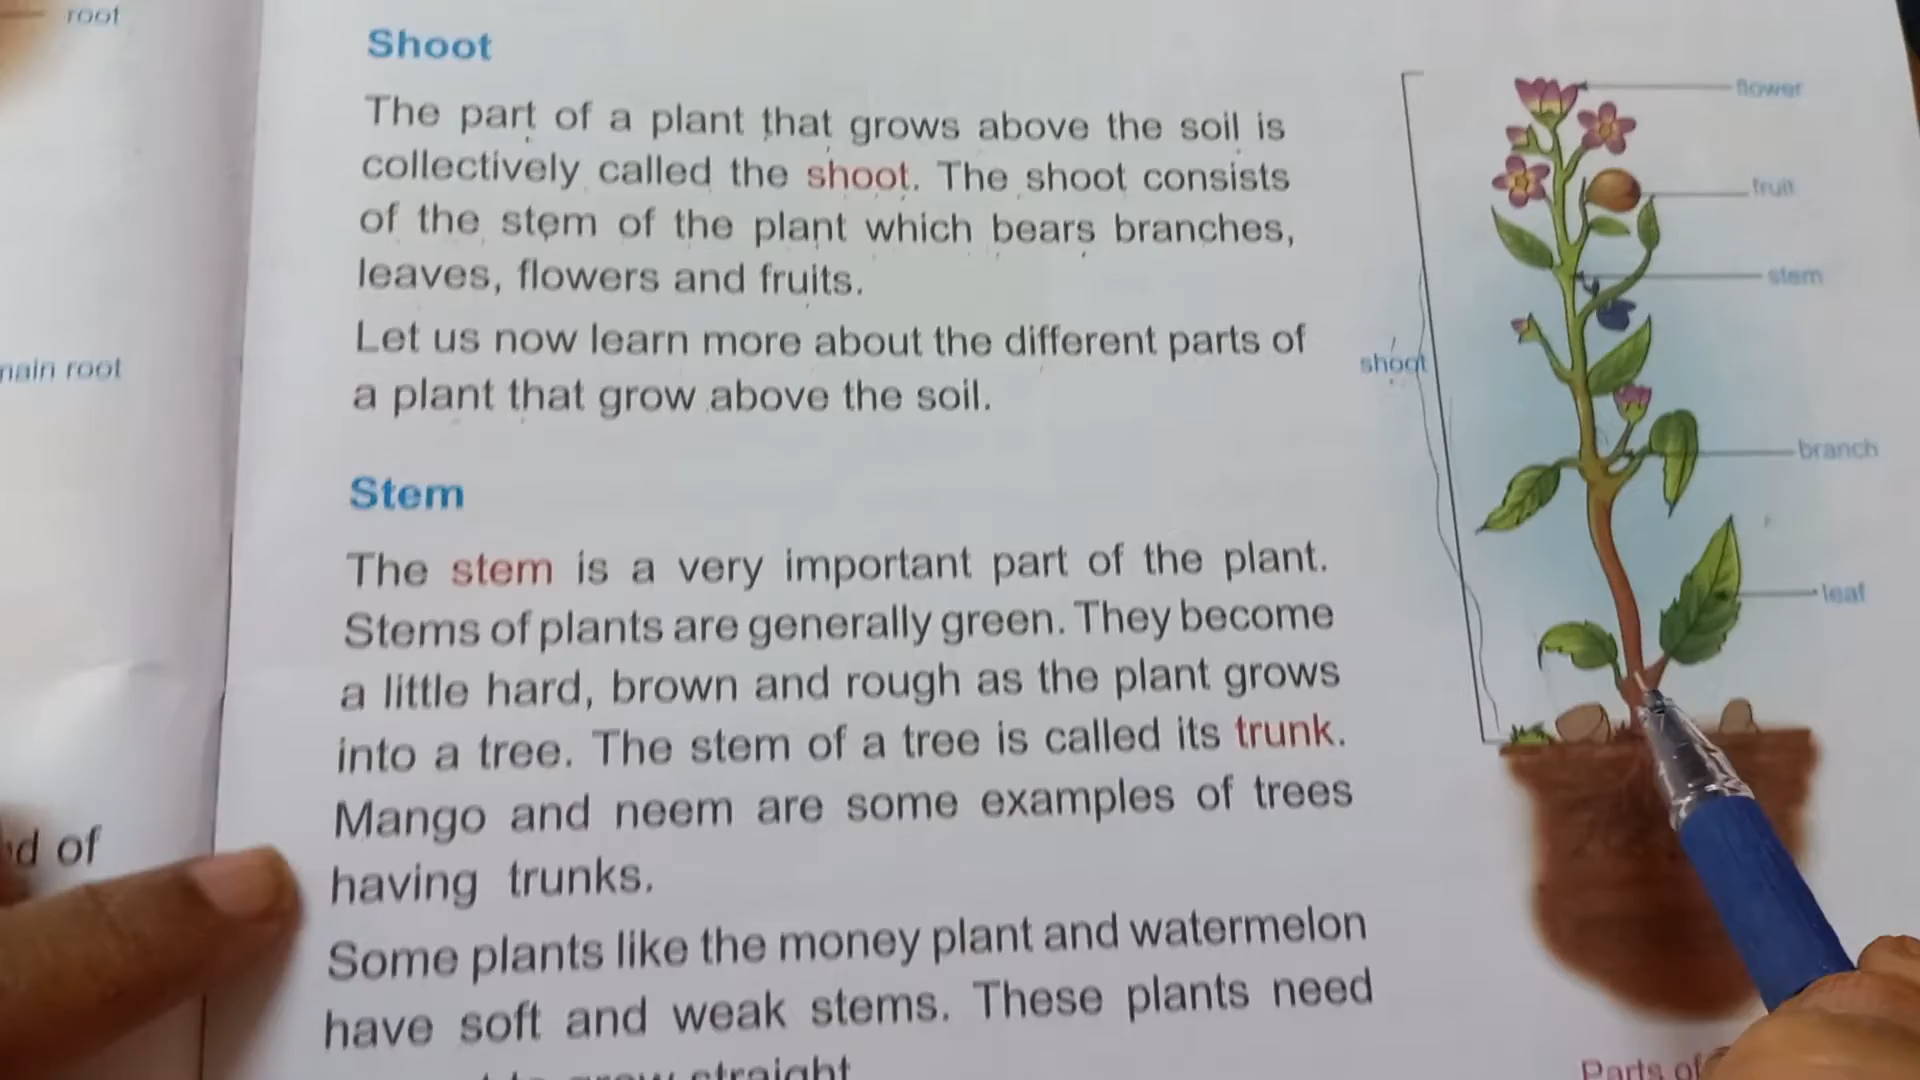 root
main root
d of
Shoot
The part of a plant that grows above the soil is
collectively called the shoot. The shoot consists
of the stem of the plant which bears branches,
leaves, flowers and fruits.
Let us now learn more about the different parts of
a plant that grow above the soil.
Stem
The stem is a very important part of the plant.
Stems of plants are generally green. They become
a little hard, brown and rough as the plant grows
into a tree. The stem of a tree is called its trunk.
Mango and neem are some examples of trees
having trunks.
Some plants like the money plant and watermelon
have soft and weak stems. These plants need
to grow straight
flower
fruit
stem
shoot
branch
leaf
Parts of